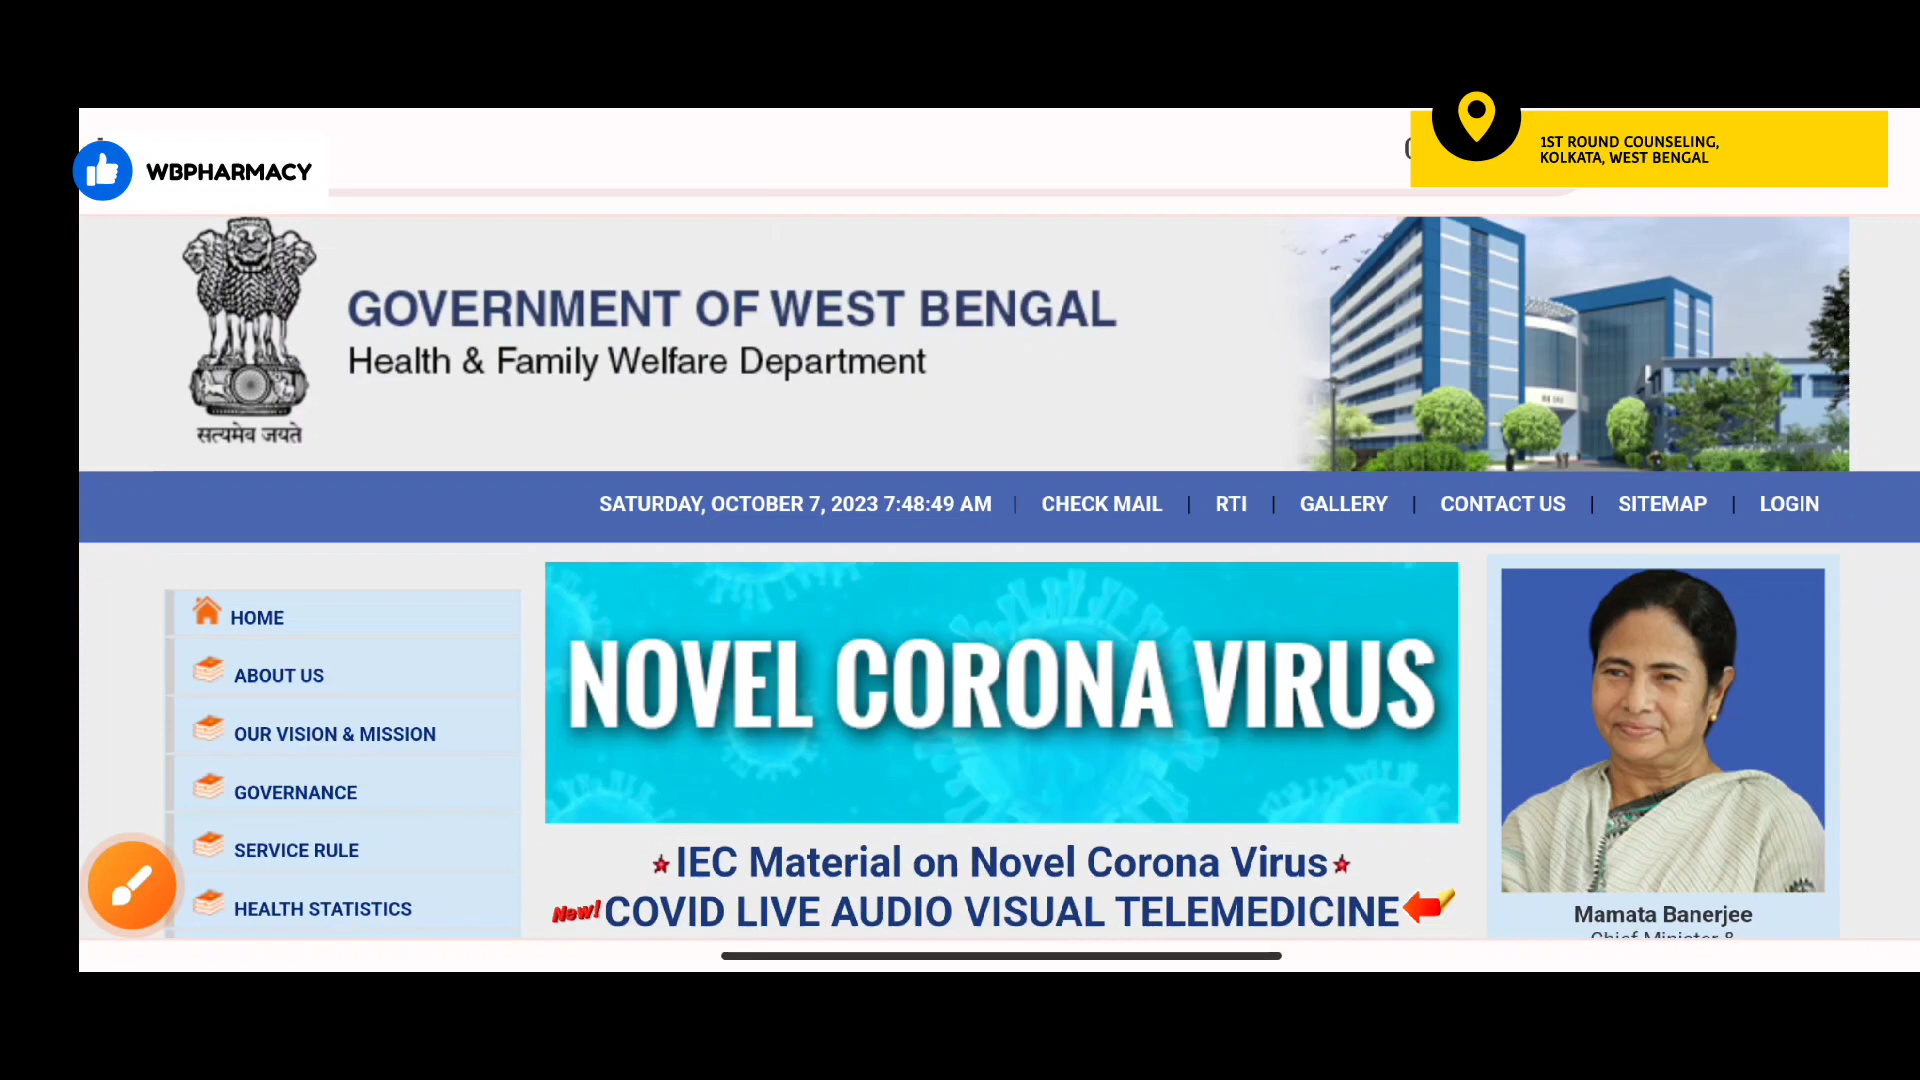 WBPHARMACY
1ST ROUND COUNSELING,
KOLKATA, WEST BENGAL
GOVERNMENT OF WEST BENGAL
Health & Family Welfare Department
सत्यमेव जयते
SATURDAY, OCTOBER 7, 2023 7:48:49 AM | CHECK MAIL | RTI | GALLERY | CONTACT US | SITEMAP | LOGIN
HOME
ABOUT US
OUR VISION & MISSION
GOVERNANCE
SERVICE RULE
HEALTH STATISTICS
NOVEL CORONA VIRUS
IEC Material on Novel Corona Virus
New! COVID LIVE AUDIO VISUAL TELEMEDICINE
Mamata Banerjee
Chief Minister &